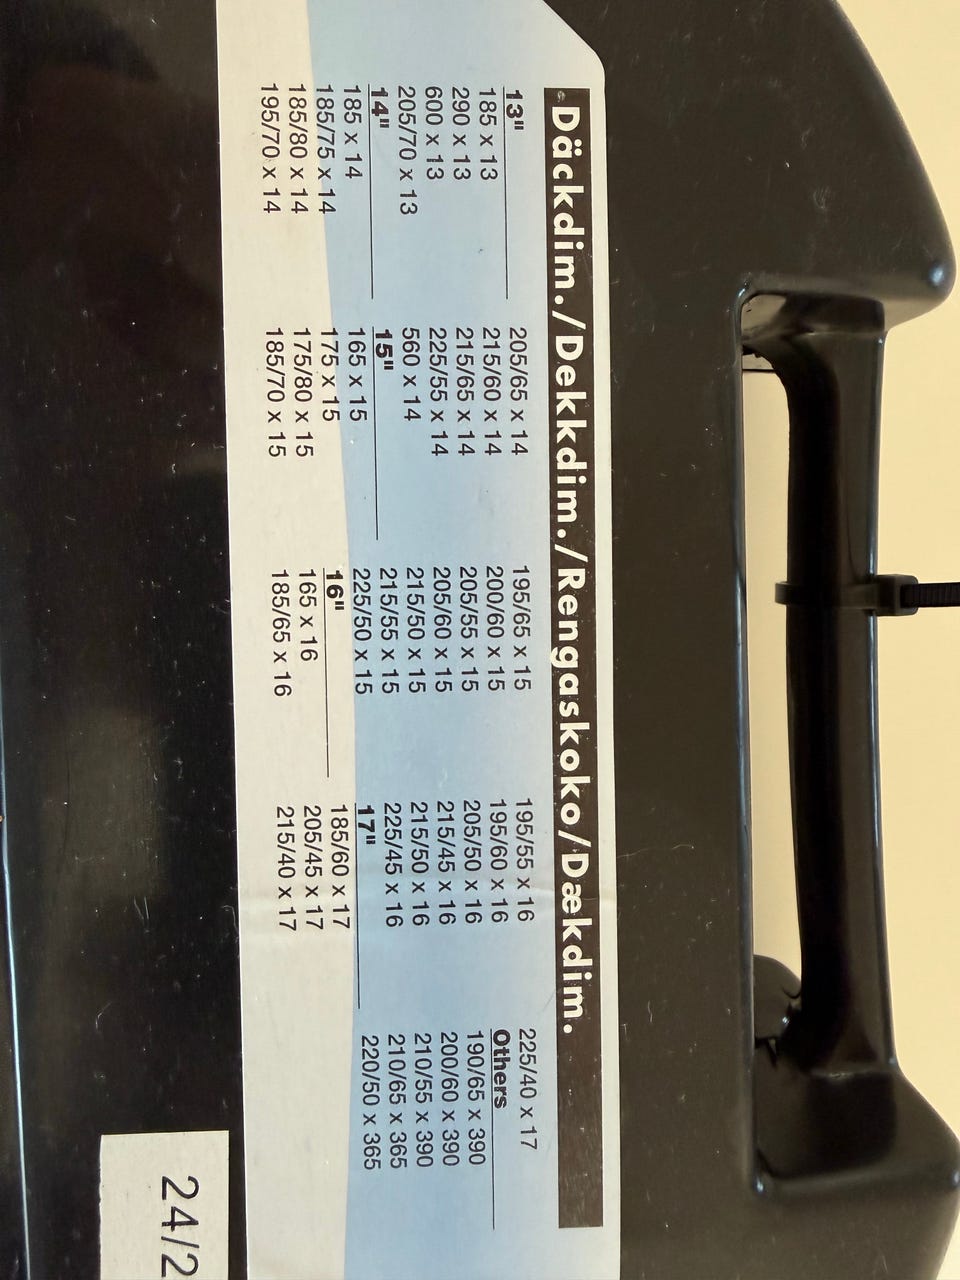 Däckdim./Dekkdim./Rengaskoko/Dækdim.
13"
185 x 13
290 x 13
600 x 13
205/70 x 13
14"
185 x 14
185/75 x 14
185/80 x 14
195/70 x 14
205/65 x 14
215/60 x 14
215/65 x 14
225/55 x 14
560 x 14
15"
165 x 15
175 x 15
175/80 x 15
185/70 x 15
195/65 x 15
200/60 x 15
205/55 x 15
205/60 x 15
215/50 x 15
215/55 x 15
225/50 x 15
16"
165 x 16
185/65 x 16
195/55 x 16
195/60 x 16
205/50 x 16
215/45 x 16
215/50 x 16
225/45 x 16
17"
185/60 x 17
205/45 x 17
215/40 x 17
225/40 x 17
Others
190/65 x 390
200/60 x 390
210/55 x 390
210/65 x 365
220/50 x 365
24/2